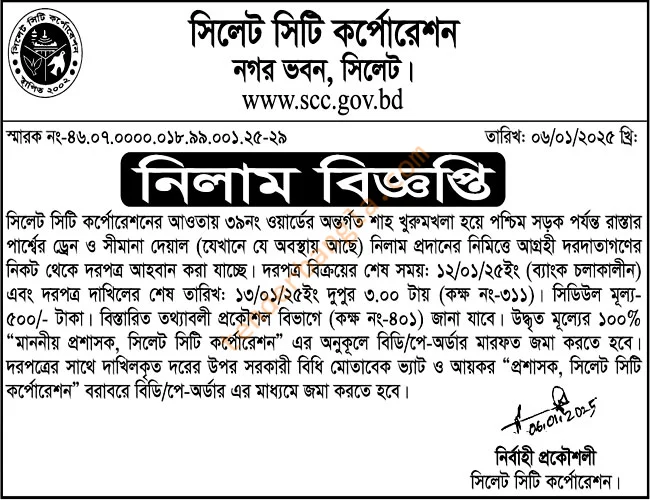 সিলেট সিটি কর্পোরেশন
স্থাপিত ২০০২
সিলেট সিটি কর্পোরেশন
নগর ভবন, সিলেট।
www.scc.gov.bd
স্মারক নং-৪৬.০৭.০০০০.০১৮.৯৯.০০১.২৫-২৯ তারিখ: ০৬/০১/২০২৫ খ্রি:
নিলাম বিজ্ঞপ্তি
সিলেট সিটি কর্পোরেশনের আওতায় ৩৯নং ওয়ার্ডের অন্তর্গত শাহ খুরুমখলা হয়ে পশ্চিম সড়ক পর্যন্ত রাস্তার
পার্শ্বের ড্রেন ও সীমানা দেয়াল (যেখানে যে অবস্থায় আছে) নিলাম প্রদানের নিমিত্তে আগ্রহী দরদাতাগণের
নিকট থেকে দরপত্র আহবান করা যাচ্ছে। দরপত্র বিক্রয়ের শেষ সময়: ১২/০১/২৫ইং (ব্যাংক চলাকালীন)
এবং দরপত্র দাখিলের শেষ তারিখ: ১৩/০১/২৫ইং দুপুর ৩.০০ টায় (কক্ষ নং-৩১১)। সিডিউল মূল্য-
৫০০/- টাকা। বিস্তারিত তথ্যাবলী প্রকৌশল বিভাগে (কক্ষ নং-৪০১) জানা যাবে। উদ্ধৃত মূল্যের ১০০%
“মাননীয় প্রশাসক, সিলেট সিটি কর্পোরেশন” এর অনুকূলে বিডি/পে-অর্ডার মারফত জমা করতে হবে।
দরপত্রের সাথে দাখিলকৃত দরের উপর সরকারী বিধি মোতাবেক ভ্যাট ও আয়কর “প্রশাসক, সিলেট সিটি
কর্পোরেশন” বরাবরে বিডি/পে-অর্ডার এর মাধ্যমে জমা করতে হবে।
06.01.2025
নির্বাহী প্রকৌশলী
সিলেট সিটি কর্পোরেশন।